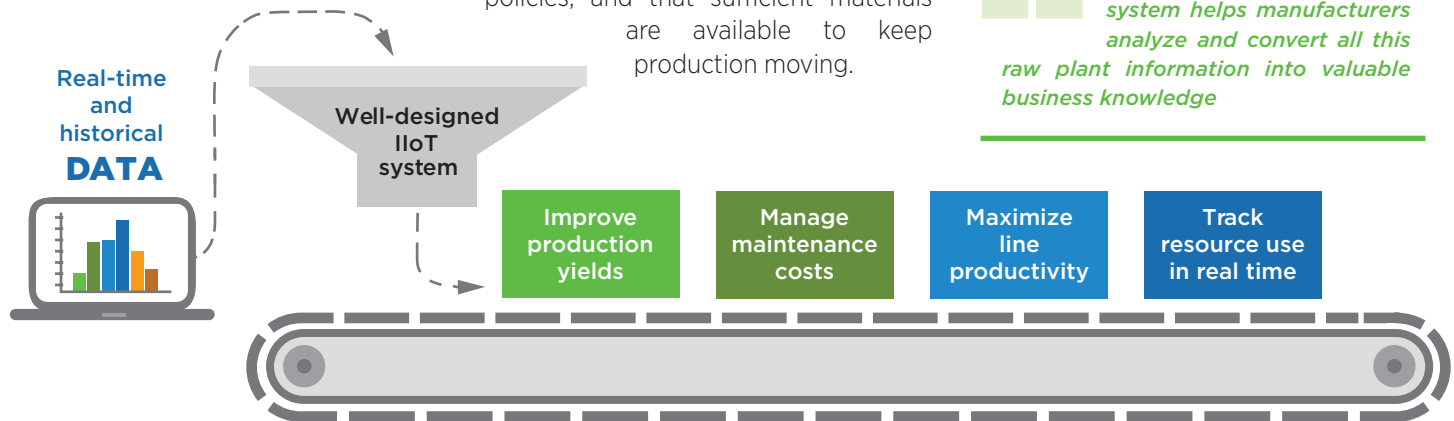 policies, and that sufficient materials
are available to keep
production moving.
system helps manufacturers
analyze and convert all this
raw plant information into valuable
business knowledge
Real-time
and
historical
DATA
Well-designed
IIoT
system
Improve
production
yields
Manage
maintenance
costs
Maximize
line
productivity
Track
resource use
in real time